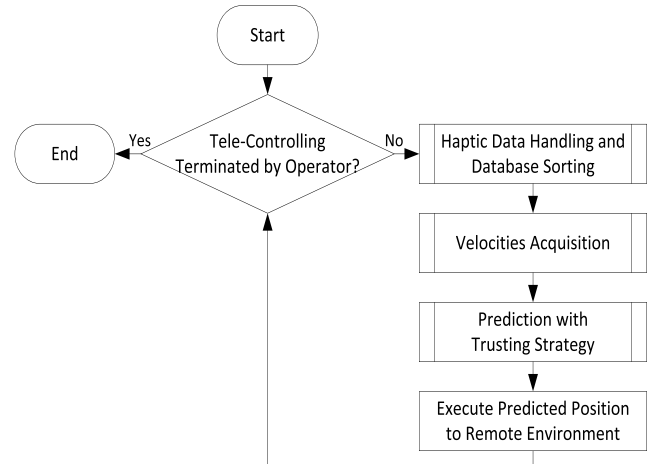 Start
Tele-Controlling
Terminated by Operator?
Yes
No
End
Haptic Data Handling and
Database Sorting
Velocities Acquisition
Prediction with
Trusting Strategy
Execute Predicted Position
to Remote Environment